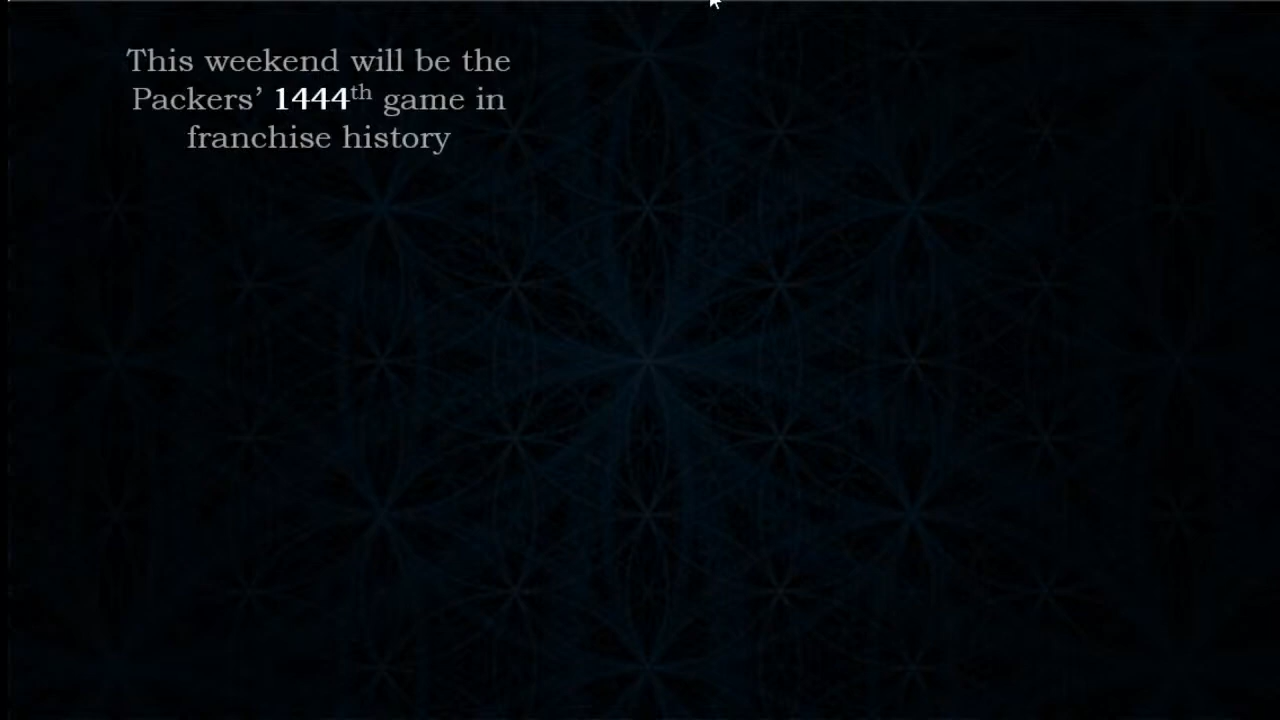 This weekend will be the
Packers’ 1444th game in
franchise history